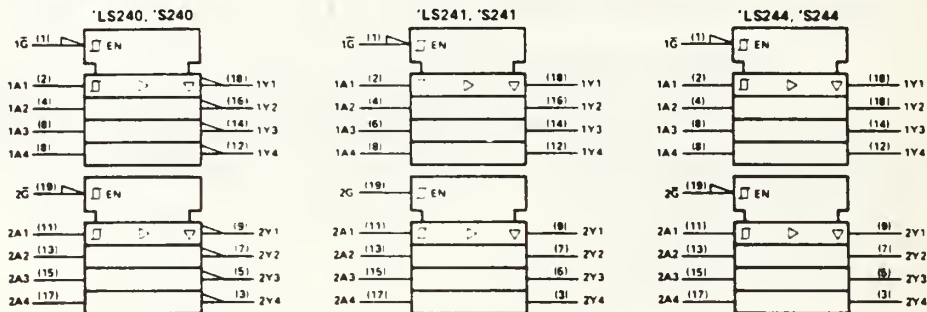 'LS240, 'S240
1G̅ (1) EN
1A1 (2) (18) 1Y1
1A2 (4) (16) 1Y2
1A3 (8) (14) 1Y3
1A4 (8) (12) 1Y4
2G̅ (19) EN
2A1 (11) (9) 2Y1
2A2 (13) (7) 2Y2
2A3 (15) (5) 2Y3
2A4 (17) (3) 2Y4
'LS241, 'S241
1G̅ (1) EN
1A1 (2) (18) 1Y1
1A2 (4) (16) 1Y2
1A3 (6) (14) 1Y3
1A4 (8) (12) 1Y4
2G (19) EN
2A1 (11) (9) 2Y1
2A2 (13) (7) 2Y2
2A3 (15) (6) 2Y3
2A4 (17) (3) 2Y4
'LS244, 'S244
1G̅ (1) EN
1A1 (2) (18) 1Y1
1A2 (4) (18) 1Y2
1A3 (8) (14) 1Y3
1A4 (8) (12) 1Y4
2G̅ (19) EN
2A1 (11) (9) 2Y1
2A2 (13) (7) 2Y2
2A3 (15) (5) 2Y3
2A4 (17) (3) 2Y4